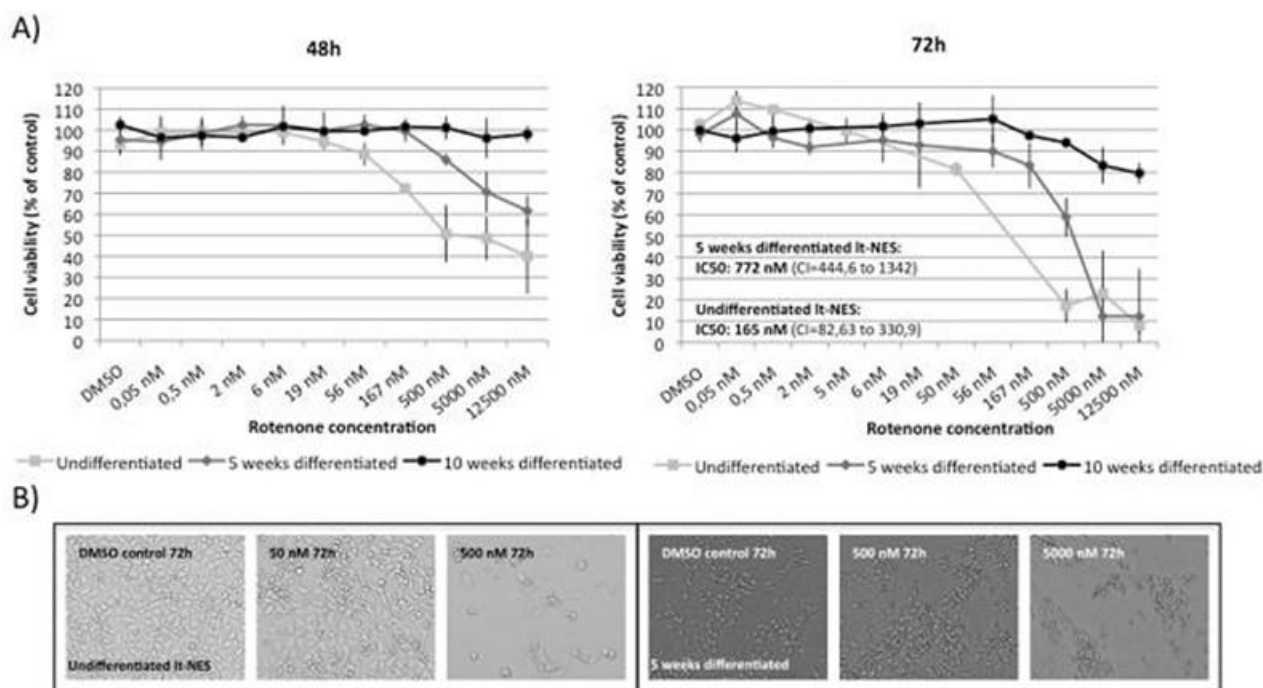 A)
48h
120
110
100
90
80
70
60
50
40
30
20
10
0
Cell viability (% of control)
DMSO
0,05 nM
0,5 nM
2 nM
6 nM
19 nM
56 nM
167 nM
500 nM
5000 nM
12500 nM
Rotenone concentration
Undifferentiated 5 weeks differentiated 10 weeks differentiated
72h
120
110
100
90
80
70
60
50
40
30
20
10
0
Cell viability (% of control)
5 weeks differentiated lt-NES:
IC50: 772 nM (CI=444,6 to 1342)
Undifferentiated lt-NES:
IC50: 165 nM (CI=82,63 to 330,9)
DMSO
0,05 nM
0,5 nM
2 nM
5 nM
6 nM
19 nM
50 nM
56 nM
167 nM
500 nM
5000 nM
12500 nM
Rotenone concentration
Undifferentiated 5 weeks differentiated 10 weeks differentiated
B)
DMSO control 72h
Undifferentiated lt-NES
50 nM 72h
500 nM 72h
DMSO control 72h
5 weeks differentiated
500 nM 72h
5000 nM 72h